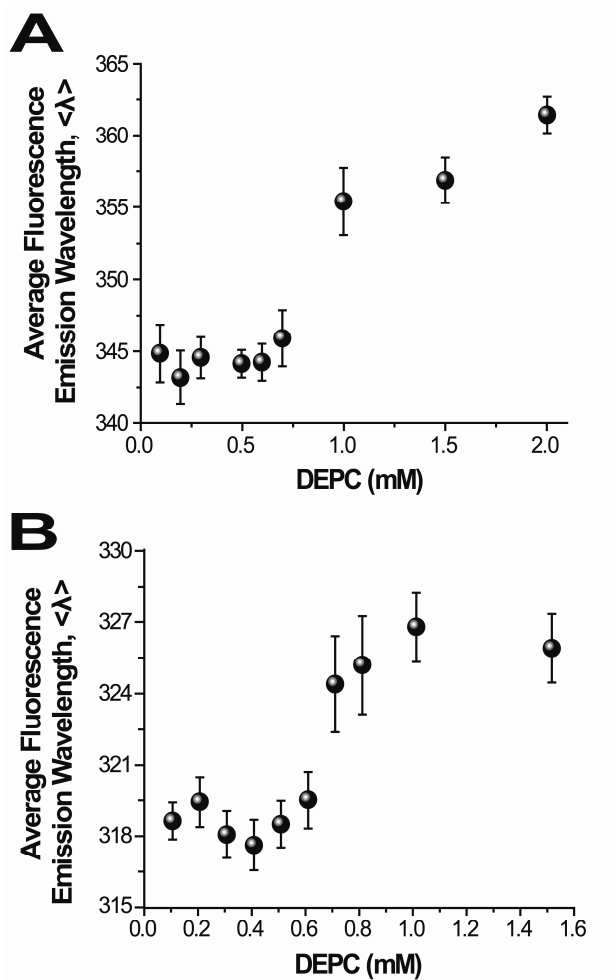 A
365
360
355
350
345
340
0.0 0.5 1.0 1.5 2.0
Average Fluorescence
Emission Wavelength, <λ>
DEPC (mM)
B
330
327
324
321
318
315
0.0 0.2 0.4 0.6 0.8 1.0 1.2 1.4 1.6
Average Fluorescence
Emission Wavelength, <λ>
DEPC (mM)